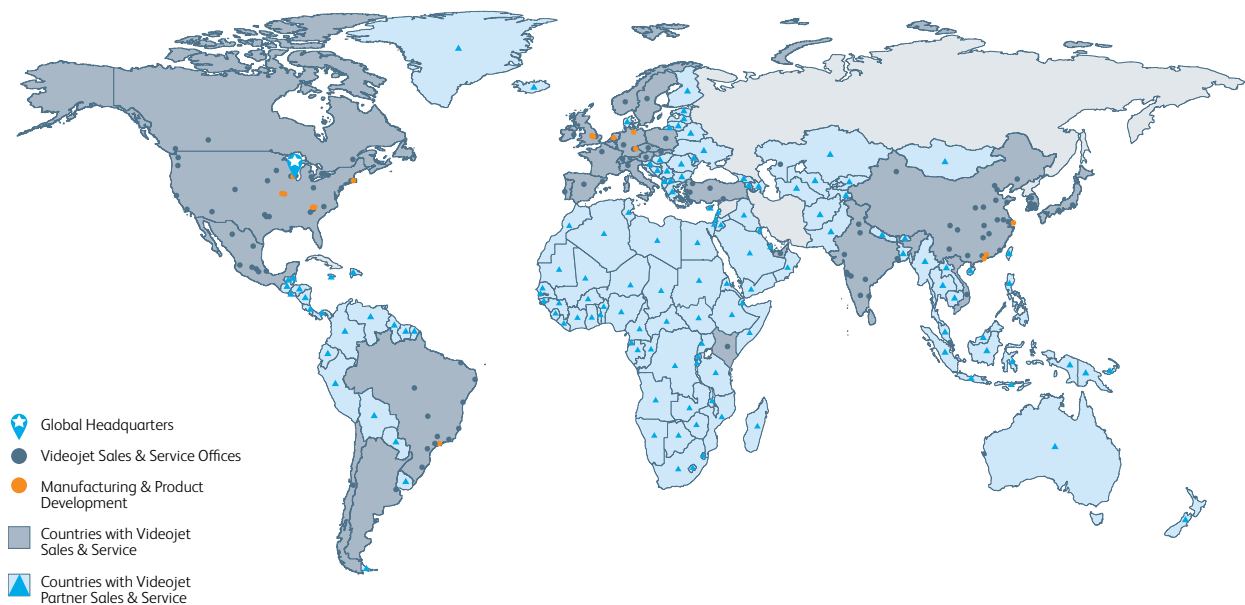 Global Headquarters
Videojet Sales & Service Offices
Manufacturing & Product
Development
Countries with Videojet
Sales & Service
Countries with Videojet
Partner Sales & Service